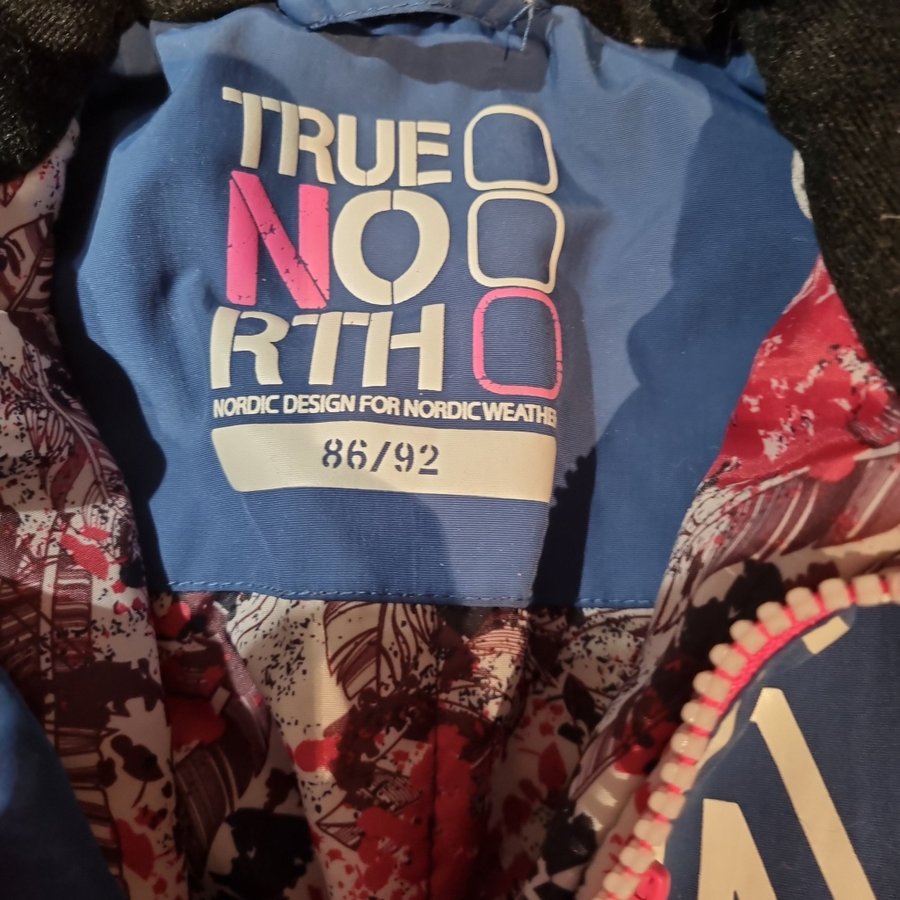 TRUE
NO
RTH
NORDIC DESIGN FOR NORDIC WEATHER
86/92